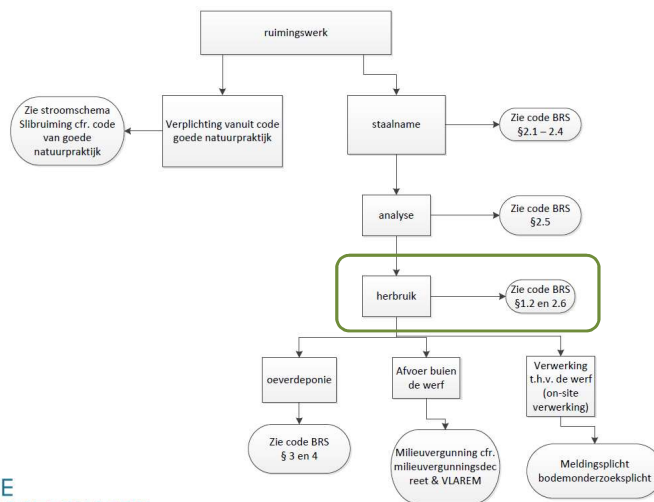 ruimingswerk
Zie stroomschema
Slibruiming cfr. code
van goede
natuurpraktijk
Verplichting vanuit code
goede natuurpraktijk
staalname
Zie code BRS
§2.1 – 2.4
analyse
Zie code BRS
§2.5
herbruik
Zie code BRS
§1.2 en 2.6
oeverdeponie
Afvoer buien
de werf
Verwerking
t.h.v. de werf
(on-site
verwerking)
Zie code BRS
§ 3 en 4
Milieuvergunning cfr.
milieuvergunningsdec
reet & VLAREM
Meldingsplicht
bodemonderzoeksplicht
E